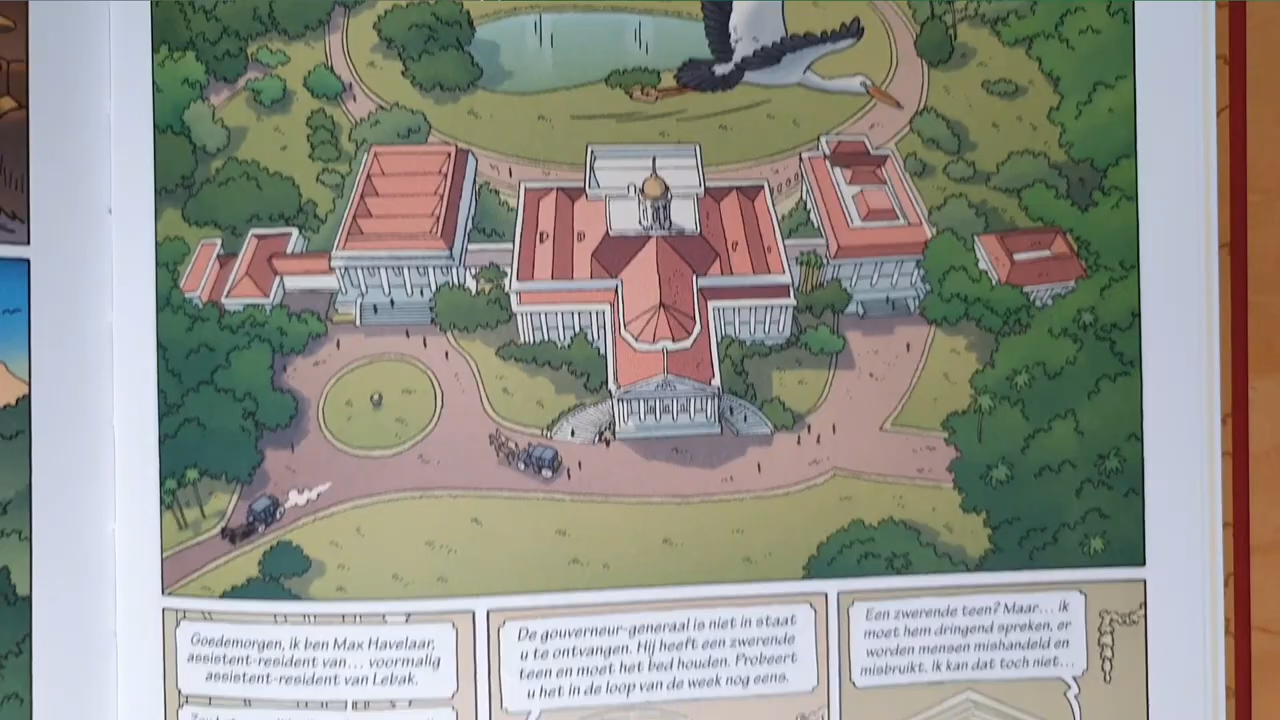 Goedemorgen, ik ben Max Havelaar,
assistent-resident van... voormalig
assistent-resident van Lebak.
De gouverneur-generaal is niet in staat
u te ontvangen. Hij heeft een zwerende
teen en moet het bed houden. Probeert
u het in de loop van de week nog eens.
Een zwerende teen? Maar... ik
moet hem dringend spreken, er
worden mensen mishandeld en
misbruikt. Ik kan dat toch niet...